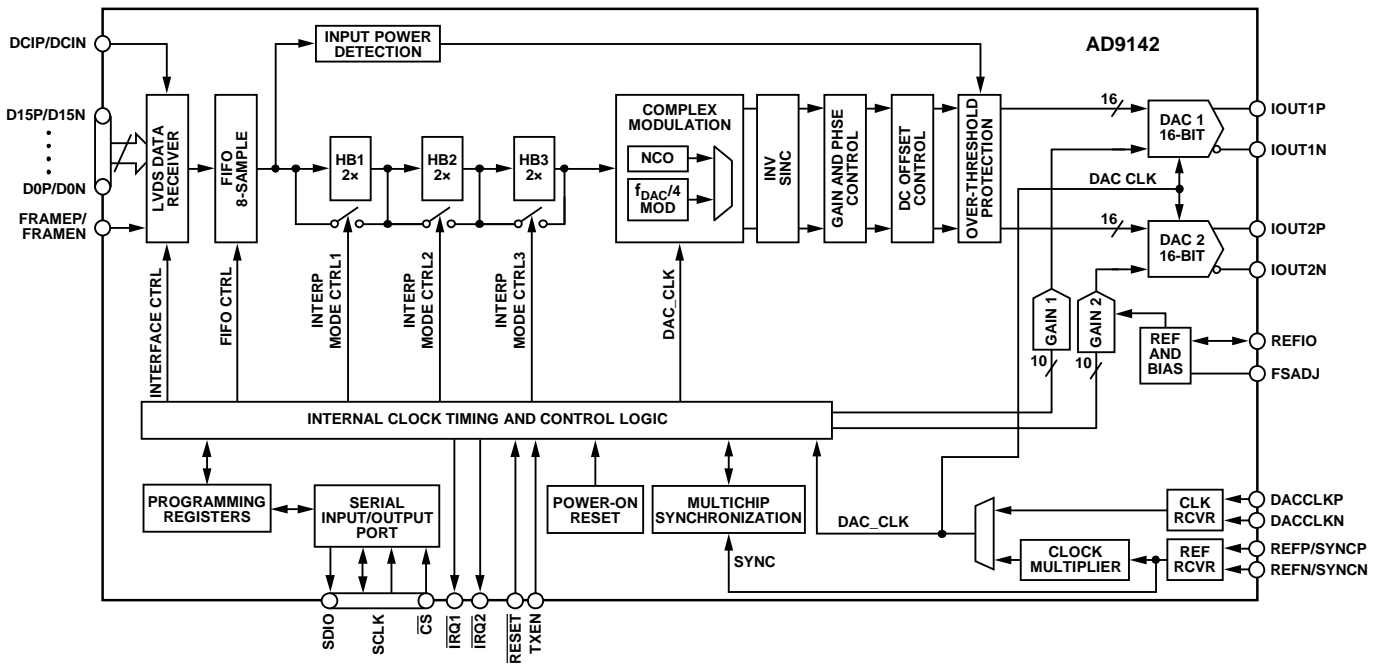 AD9142
DCIP/DCIN
D15P/D15N
D0P/D0N
FRAMEP/
FRAMEN
INPUT POWER
DETECTION
LVDS DATA
RECEIVER
FIFO
8-SAMPLE
HB1
2×
HB2
2×
HB3
2×
COMPLEX
MODULATION
NCO
fDAC/4
MOD
INV
SINC
GAIN AND PHSE
CONTROL
DC OFFSET
CONTROL
OVER-THRESHOLD
PROTECTION
16
DAC 1
16-BIT
IOUT1P
IOUT1N
DAC CLK
16
DAC 2
16-BIT
IOUT2P
IOUT2N
INTERFACE CTRL
FIFO CTRL
INTERP
MODE CTRL1
INTERP
MODE CTRL2
INTERP
MODE CTRL3
DAC_CLK
GAIN 1
10
GAIN 2
10
REF
AND
BIAS
REFIO
FSADJ
INTERNAL CLOCK TIMING AND CONTROL LOGIC
PROGRAMMING
REGISTERS
SERIAL
INPUT/OUTPUT
PORT
POWER-ON
RESET
MULTICHIP
SYNCHRONIZATION
DAC_CLK
SYNC
CLOCK
MULTIPLIER
CLK
RCVR
REF
RCVR
DACCLKP
DACCLKN
REFP/SYNCP
REFN/SYNCN
SDIO
SCLK
CS
IRQ1
IRQ2
RESET
TXEN